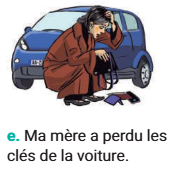 e. Ma mère a perdu les
clés de la voiture.